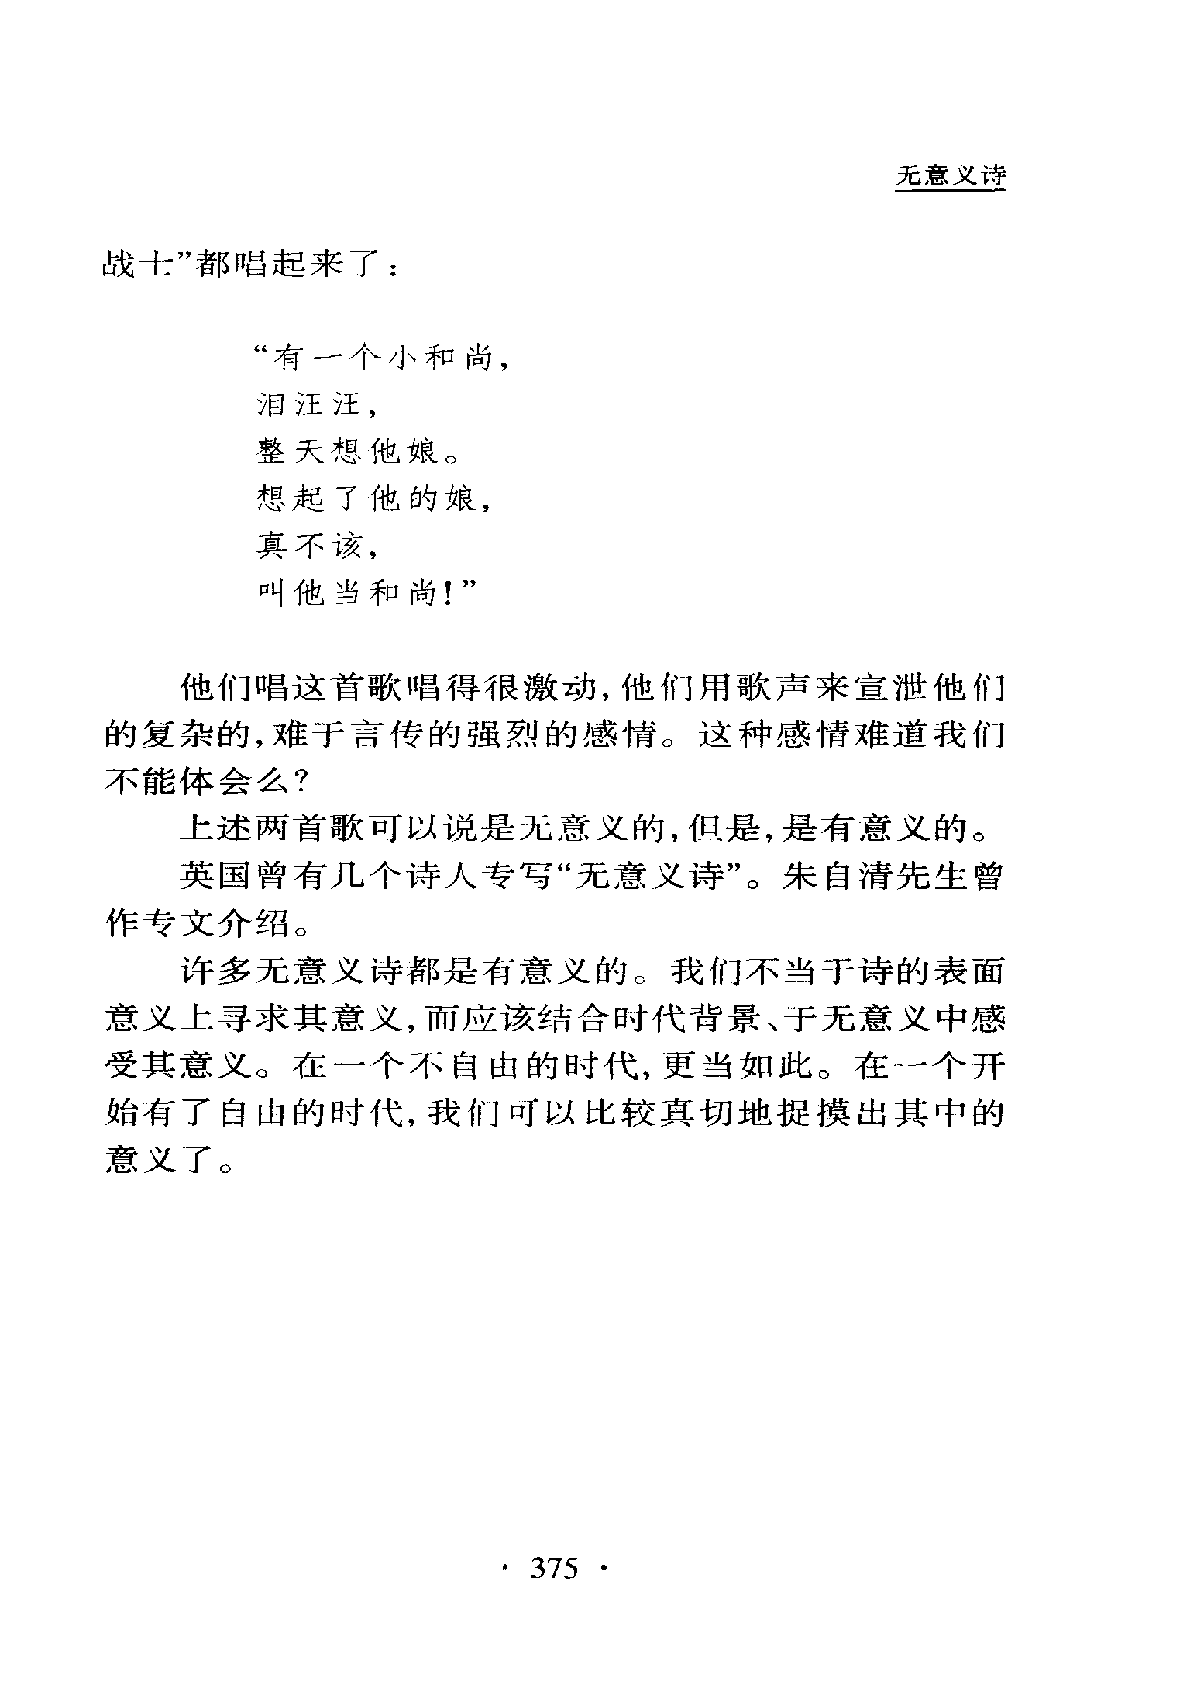 无意义诗
战士”都唱起来了：
“有一个小和尚，
泪汪汪，
整天想他娘。
想起了他的娘，
真不该，
叫他当和尚！”
他们唱这首歌唱得很激动，他们用歌声来宣泄他们
的复杂的，难于言传的强烈的感情。这种感情难道我们
不能体会么？
上述两首歌可以说是无意义的，但是，是有意义的。
英国曾有几个诗人专写“无意义诗”。朱自清先生曾
作专文介绍。
许多无意义诗都是有意义的。我们不当于诗的表面
意义上寻求其意义，而应该结合时代背景、于无意义中感
受其意义。在一个不自由的时代，更当如此。在一个开
始有了自由的时代，我们可以比较真切地捉摸出其中的
意义了。
· 375 ·